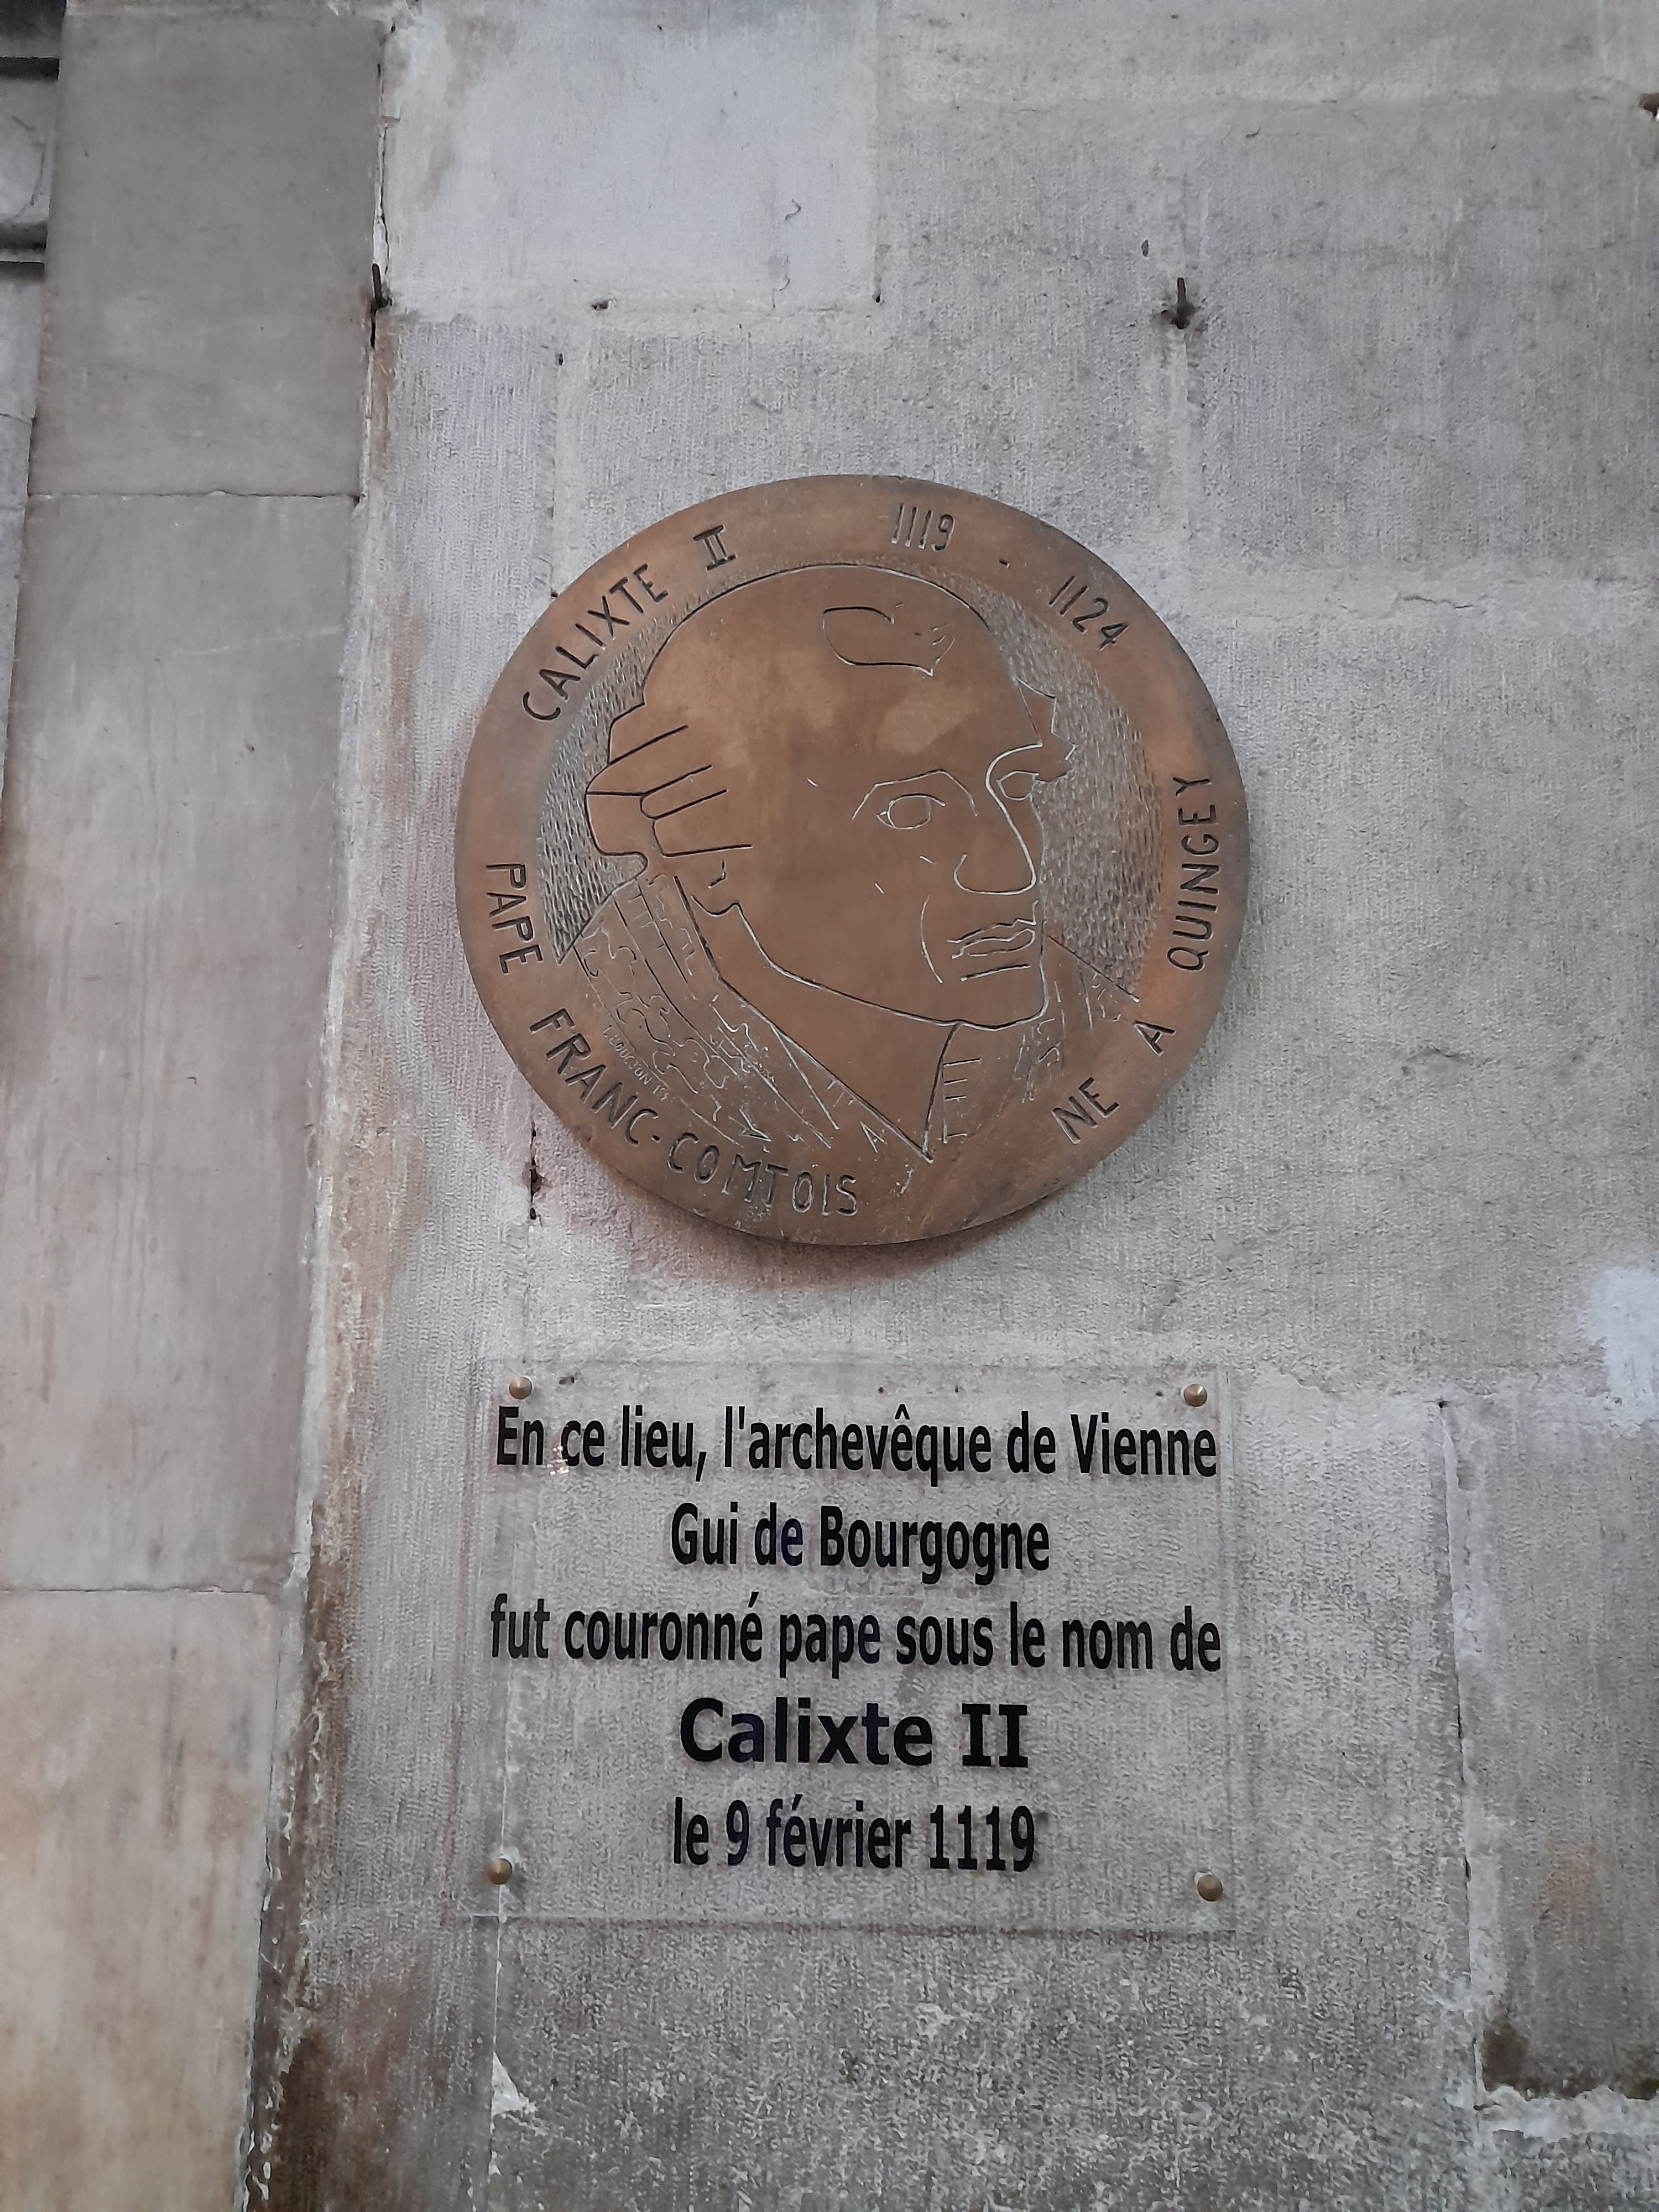 CALIXTE II 1119 - 1124
PAPE FRANC-COMTOIS NE A QUINGEY
En ce lieu, l'archevêque de Vienne
Gui de Bourgogne
fut couronné pape sous le nom de
Calixte II
le 9 février 1119